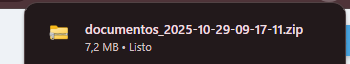 documentos_2025-10-29-09-17-11.zip
7,2 MB • Listo